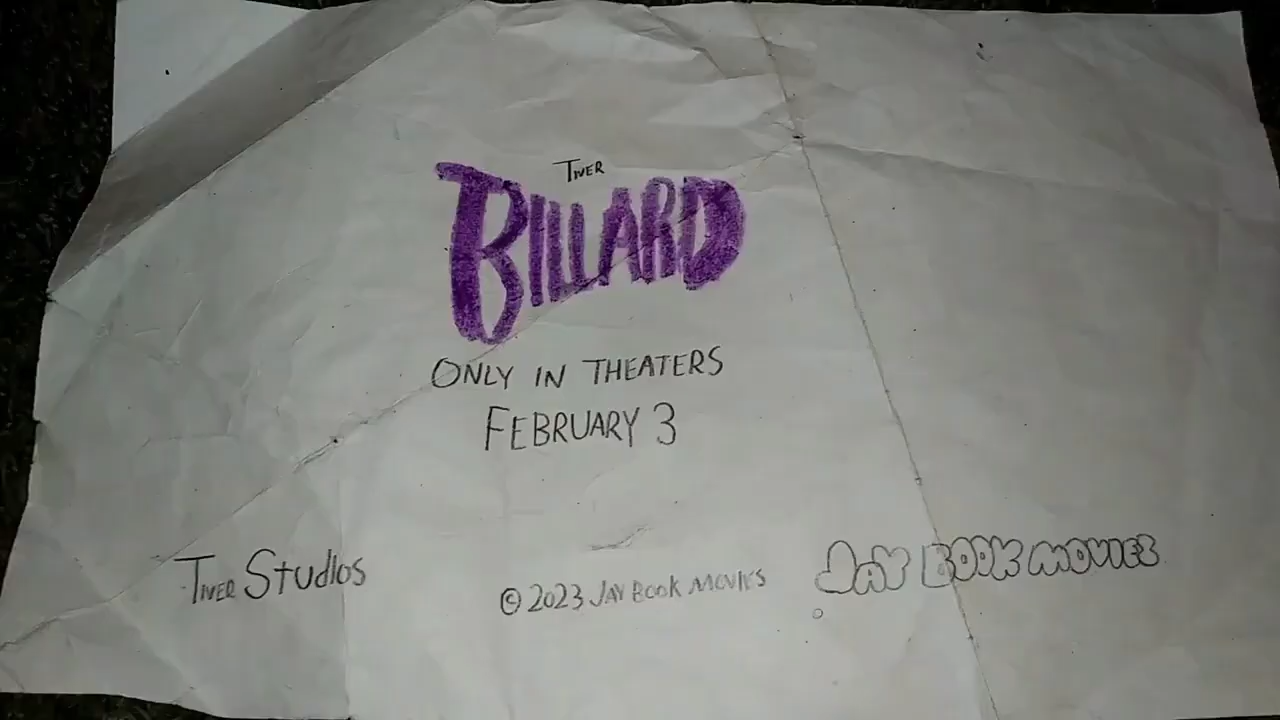 TIVER
BILLARD
ONLY IN THEATERS
FEBRUARY 3
TIVER STUDIOS
© 2023 JAY BOOK MOVIES
JAY BOOK MOVIES